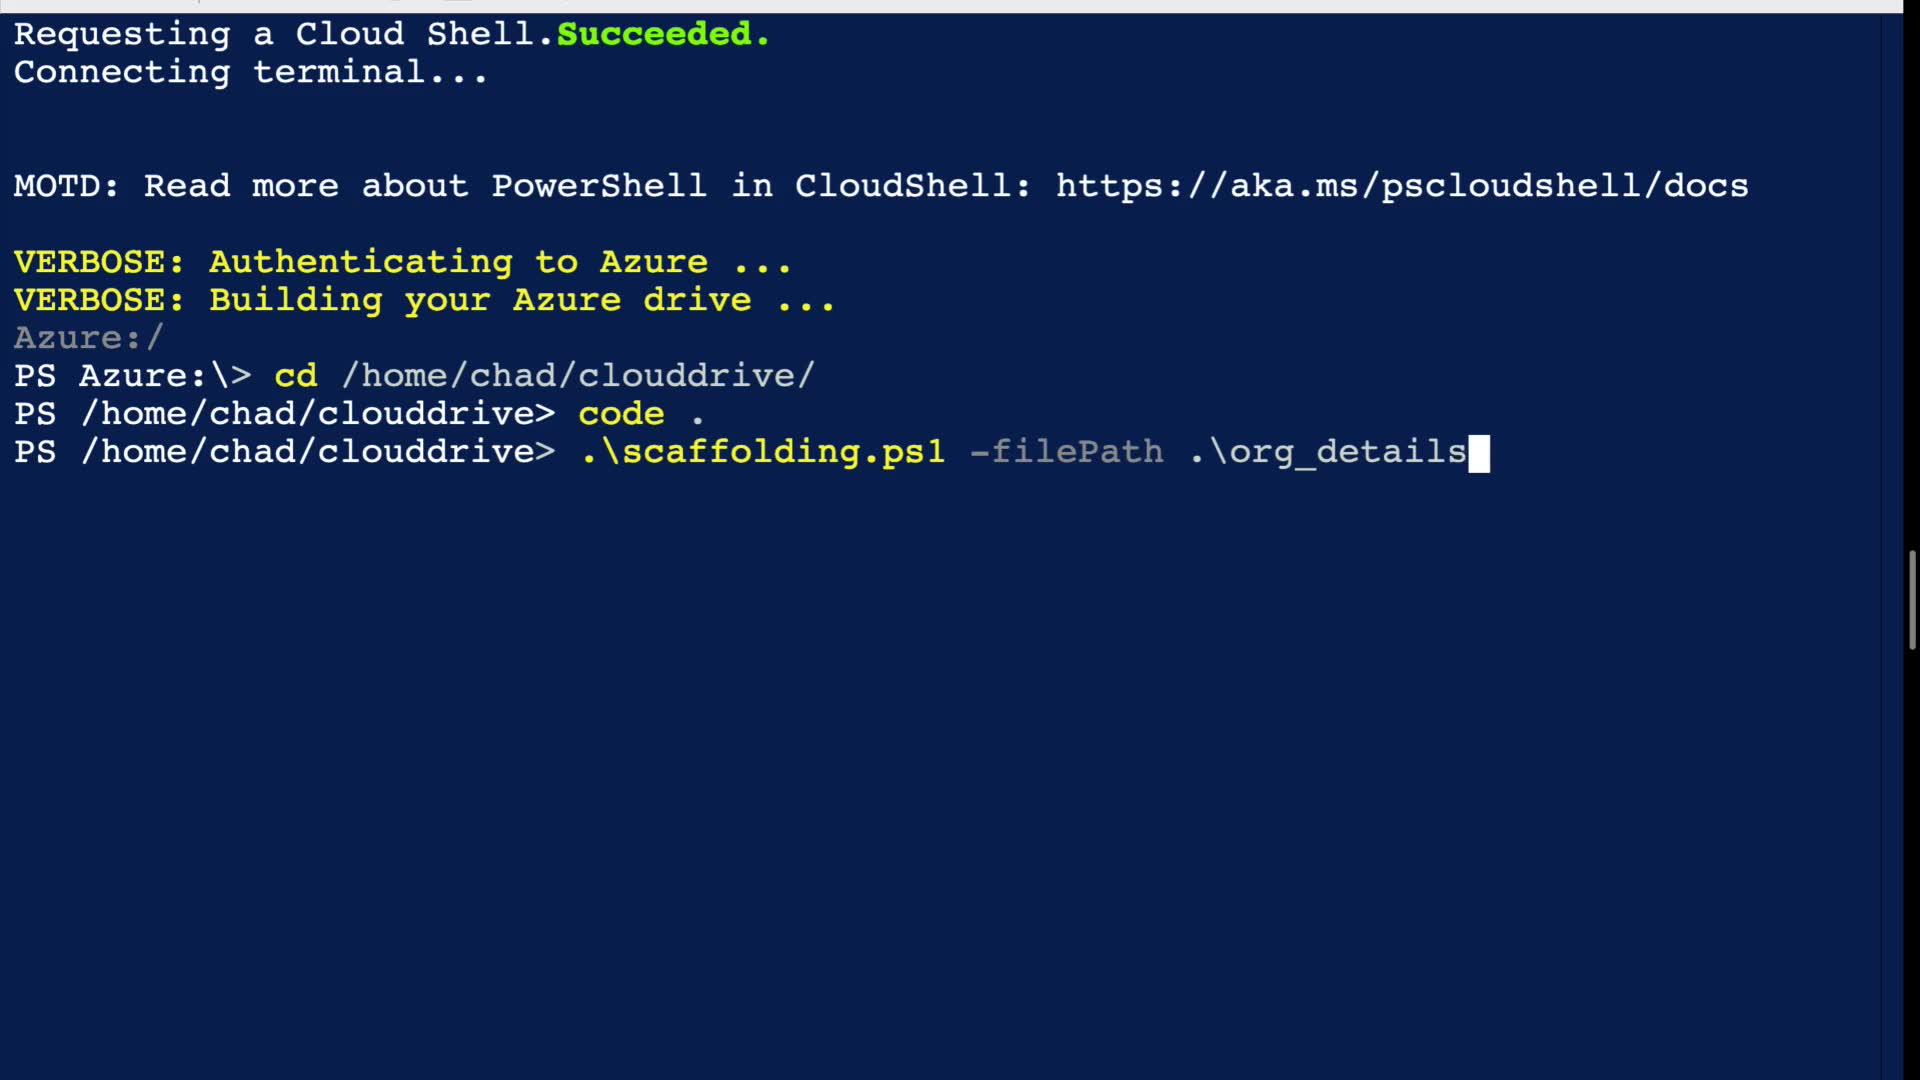 Requesting a Cloud Shell.Succeeded.
Connecting terminal...
MOTD: Read more about PowerShell in CloudShell: https://aka.ms/pscloudshell/docs
VERBOSE: Authenticating to Azure ...
VERBOSE: Building your Azure drive ...
Azure:/
PS Azure:\> cd /home/chad/clouddrive/
PS /home/chad/clouddrive> code .
PS /home/chad/clouddrive> .\scaffolding.ps1 -filePath .\org_details